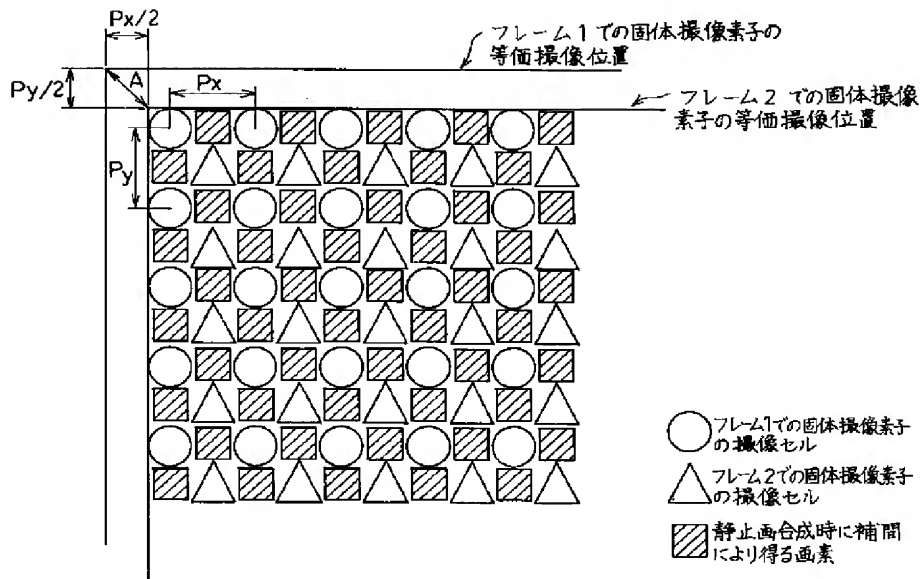 Px/2
フレーム1での固体撮像素子の
等価撮像位置
Py/2
A
Px
フレーム2での固体撮像
素子の等価撮像位置
Py
フレーム1での固体撮像素子
の撮像セル
フレーム2での固体撮像素子
の撮像セル
静止画合成時に補間
により得る画素